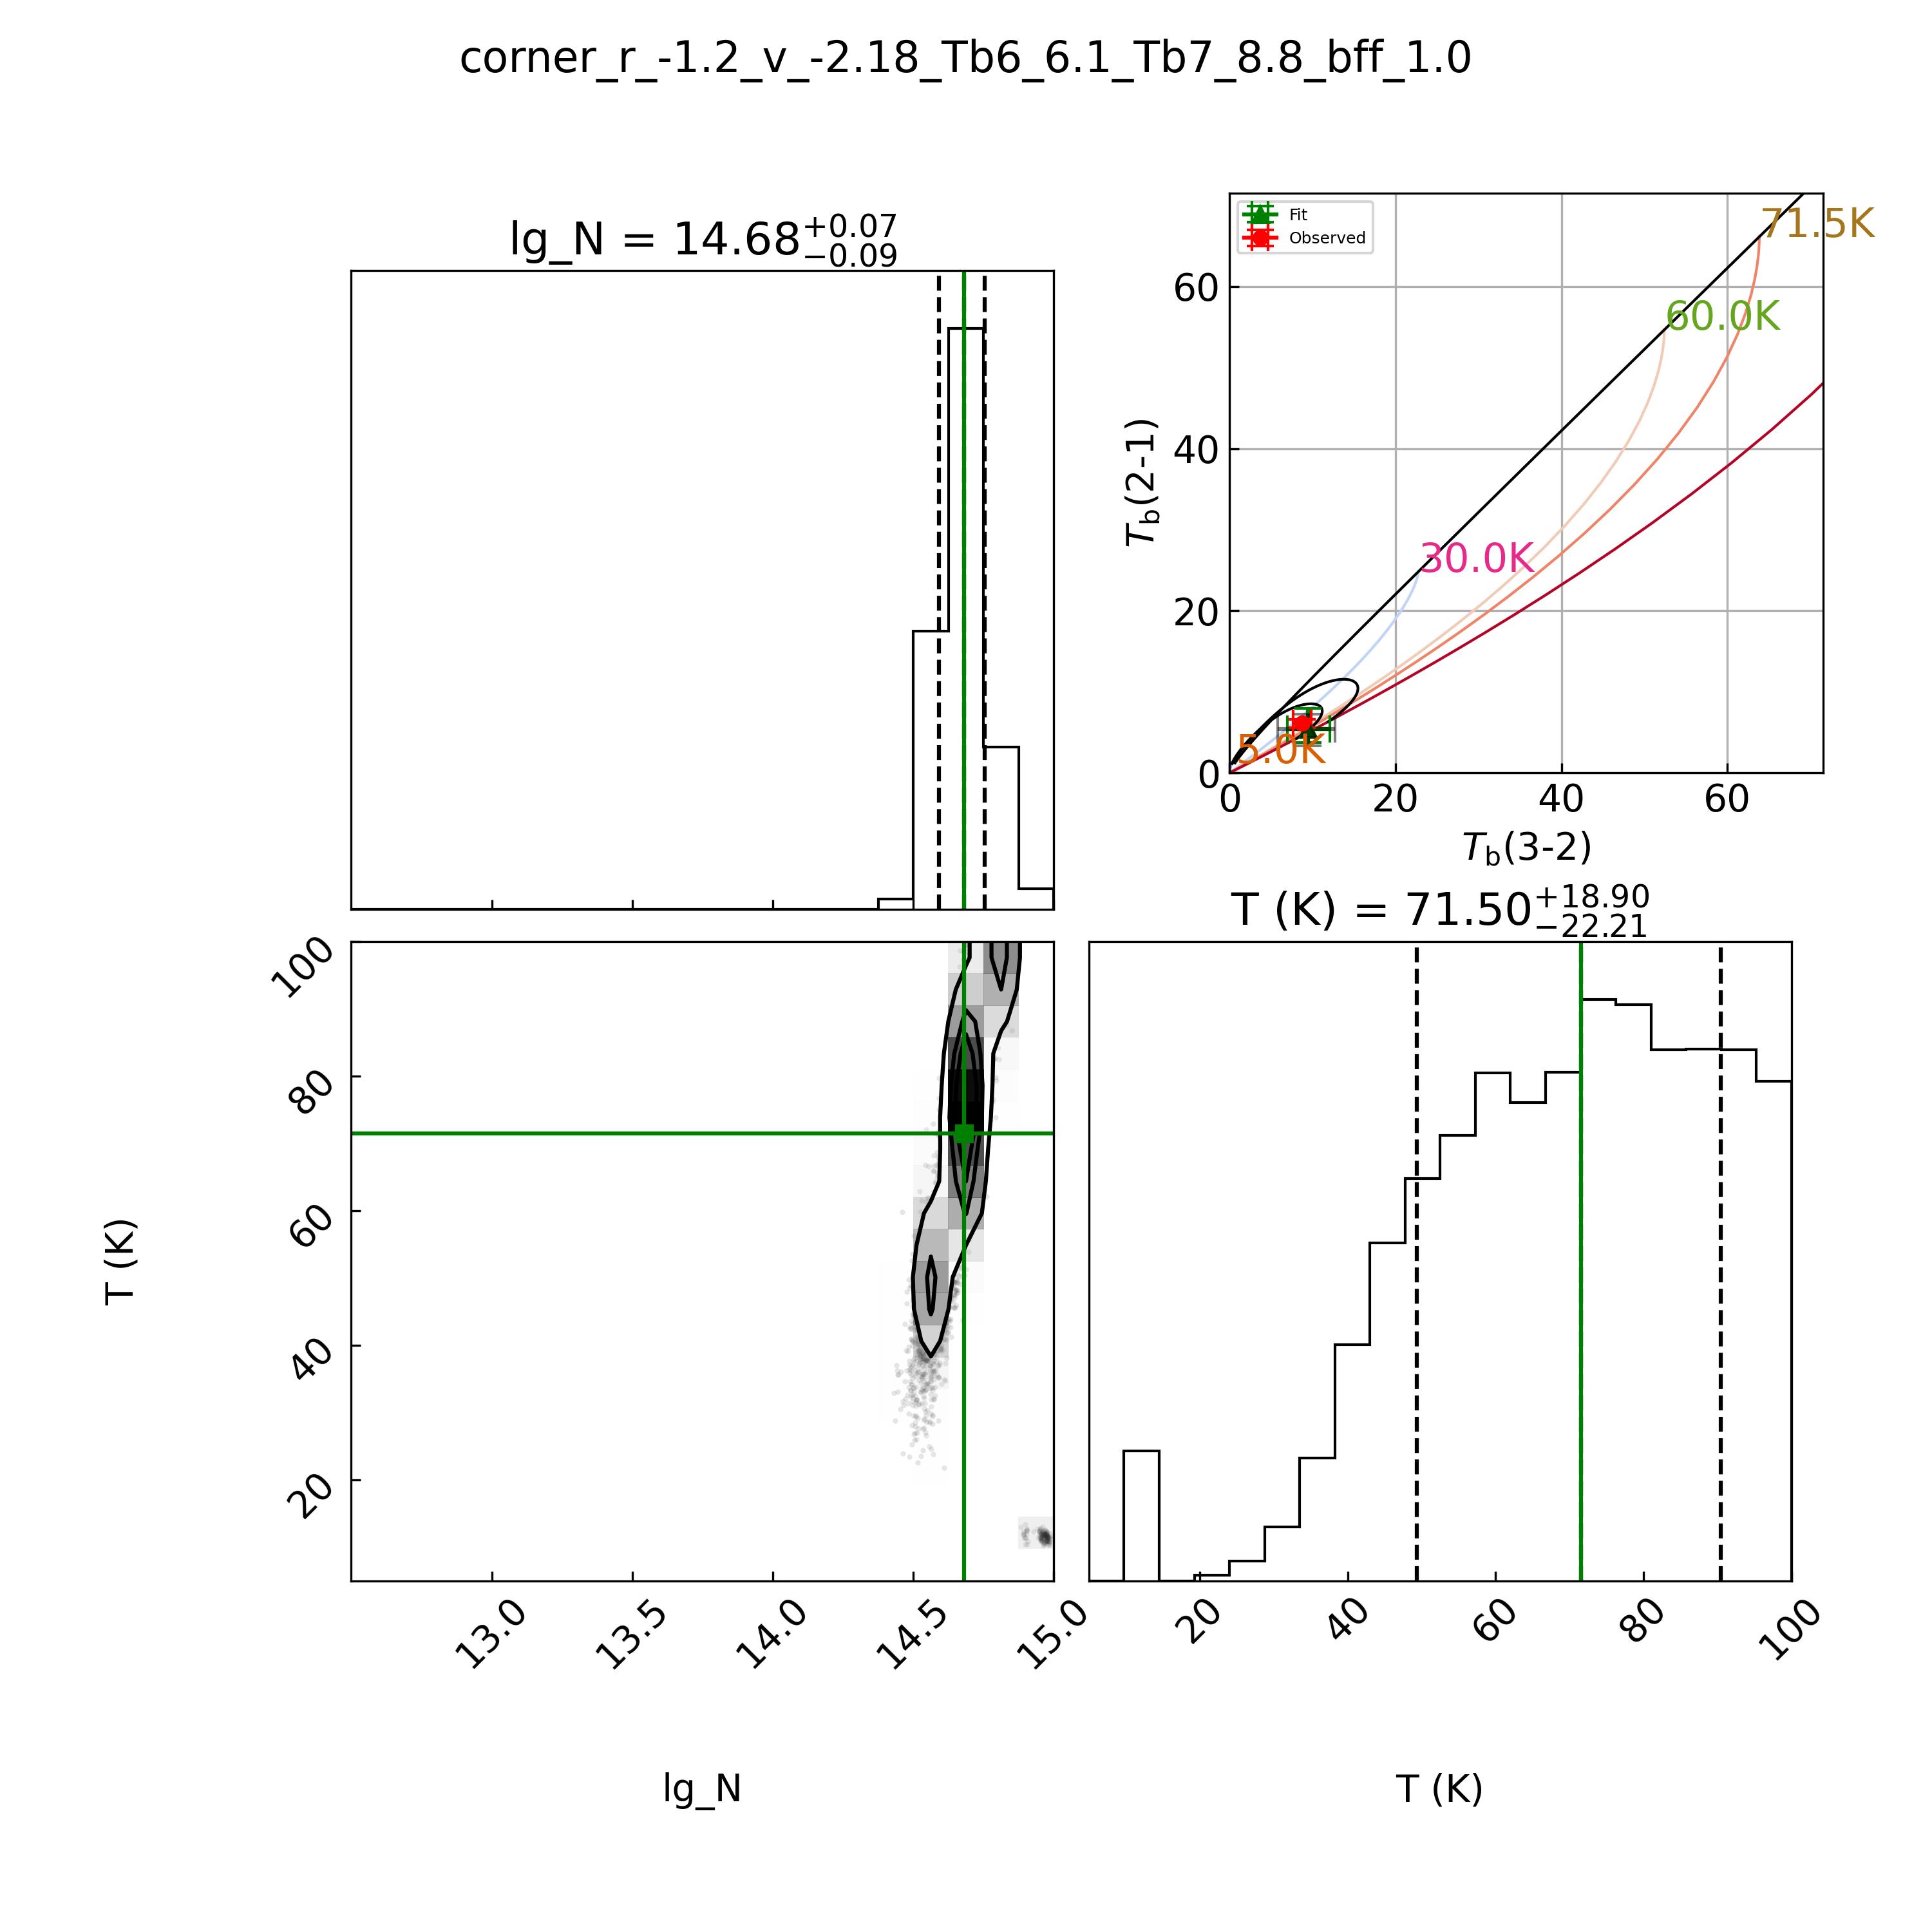 corner_r_-1.2_v_-2.18_Tb6_6.1_Tb7_8.8_bff_1.0
lg_N = 14.68+0.07−0.09
Fit
Observed
71.5K
60.0K
30.0K
5.0K
60
40
20
0
Tb(2-1)
0 20 40 60
Tb(3-2)
T (K) = 71.50+18.90−22.21
100
80
60
40
20
T (K)
13.0 13.5 14.0 14.5 15.0
lg_N
20 40 60 80 100
T (K)